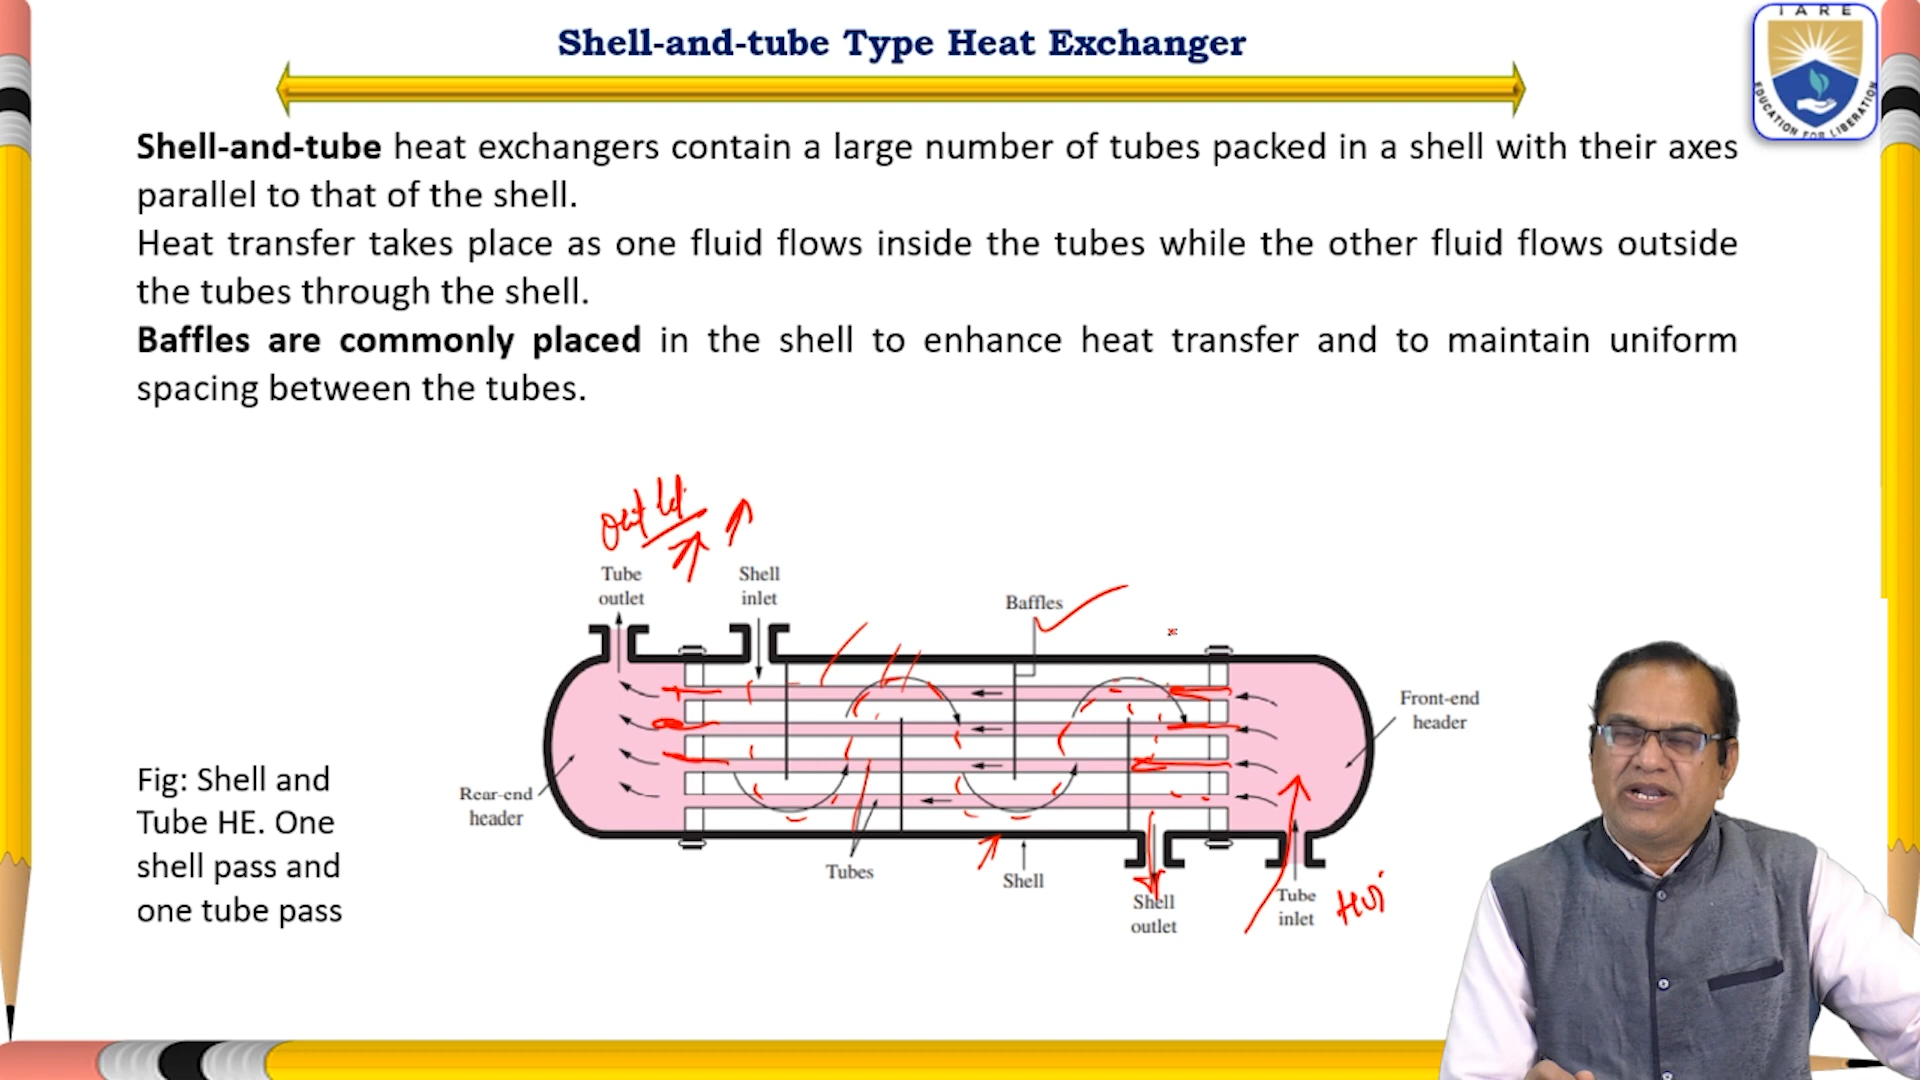 IARE
Shell-and-tube Type Heat Exchanger
EDUCATION FOR LIBERATION
Shell-and-tube heat exchangers contain a large number of tubes packed in a shell with their axes
parallel to that of the shell.
Heat transfer takes place as one fluid flows inside the tubes while the other fluid flows outside
the tubes through the shell.
Baffles are commonly placed in the shell to enhance heat transfer and to maintain uniform
spacing between the tubes.
Tube
outlet
Shell
inlet
Baffles
Front-end
header
Rear-end
header
Tubes
Shell
Shell
outlet
Tube
inlet
Fig: Shell and
Tube HE. One
shell pass and
one tube pass